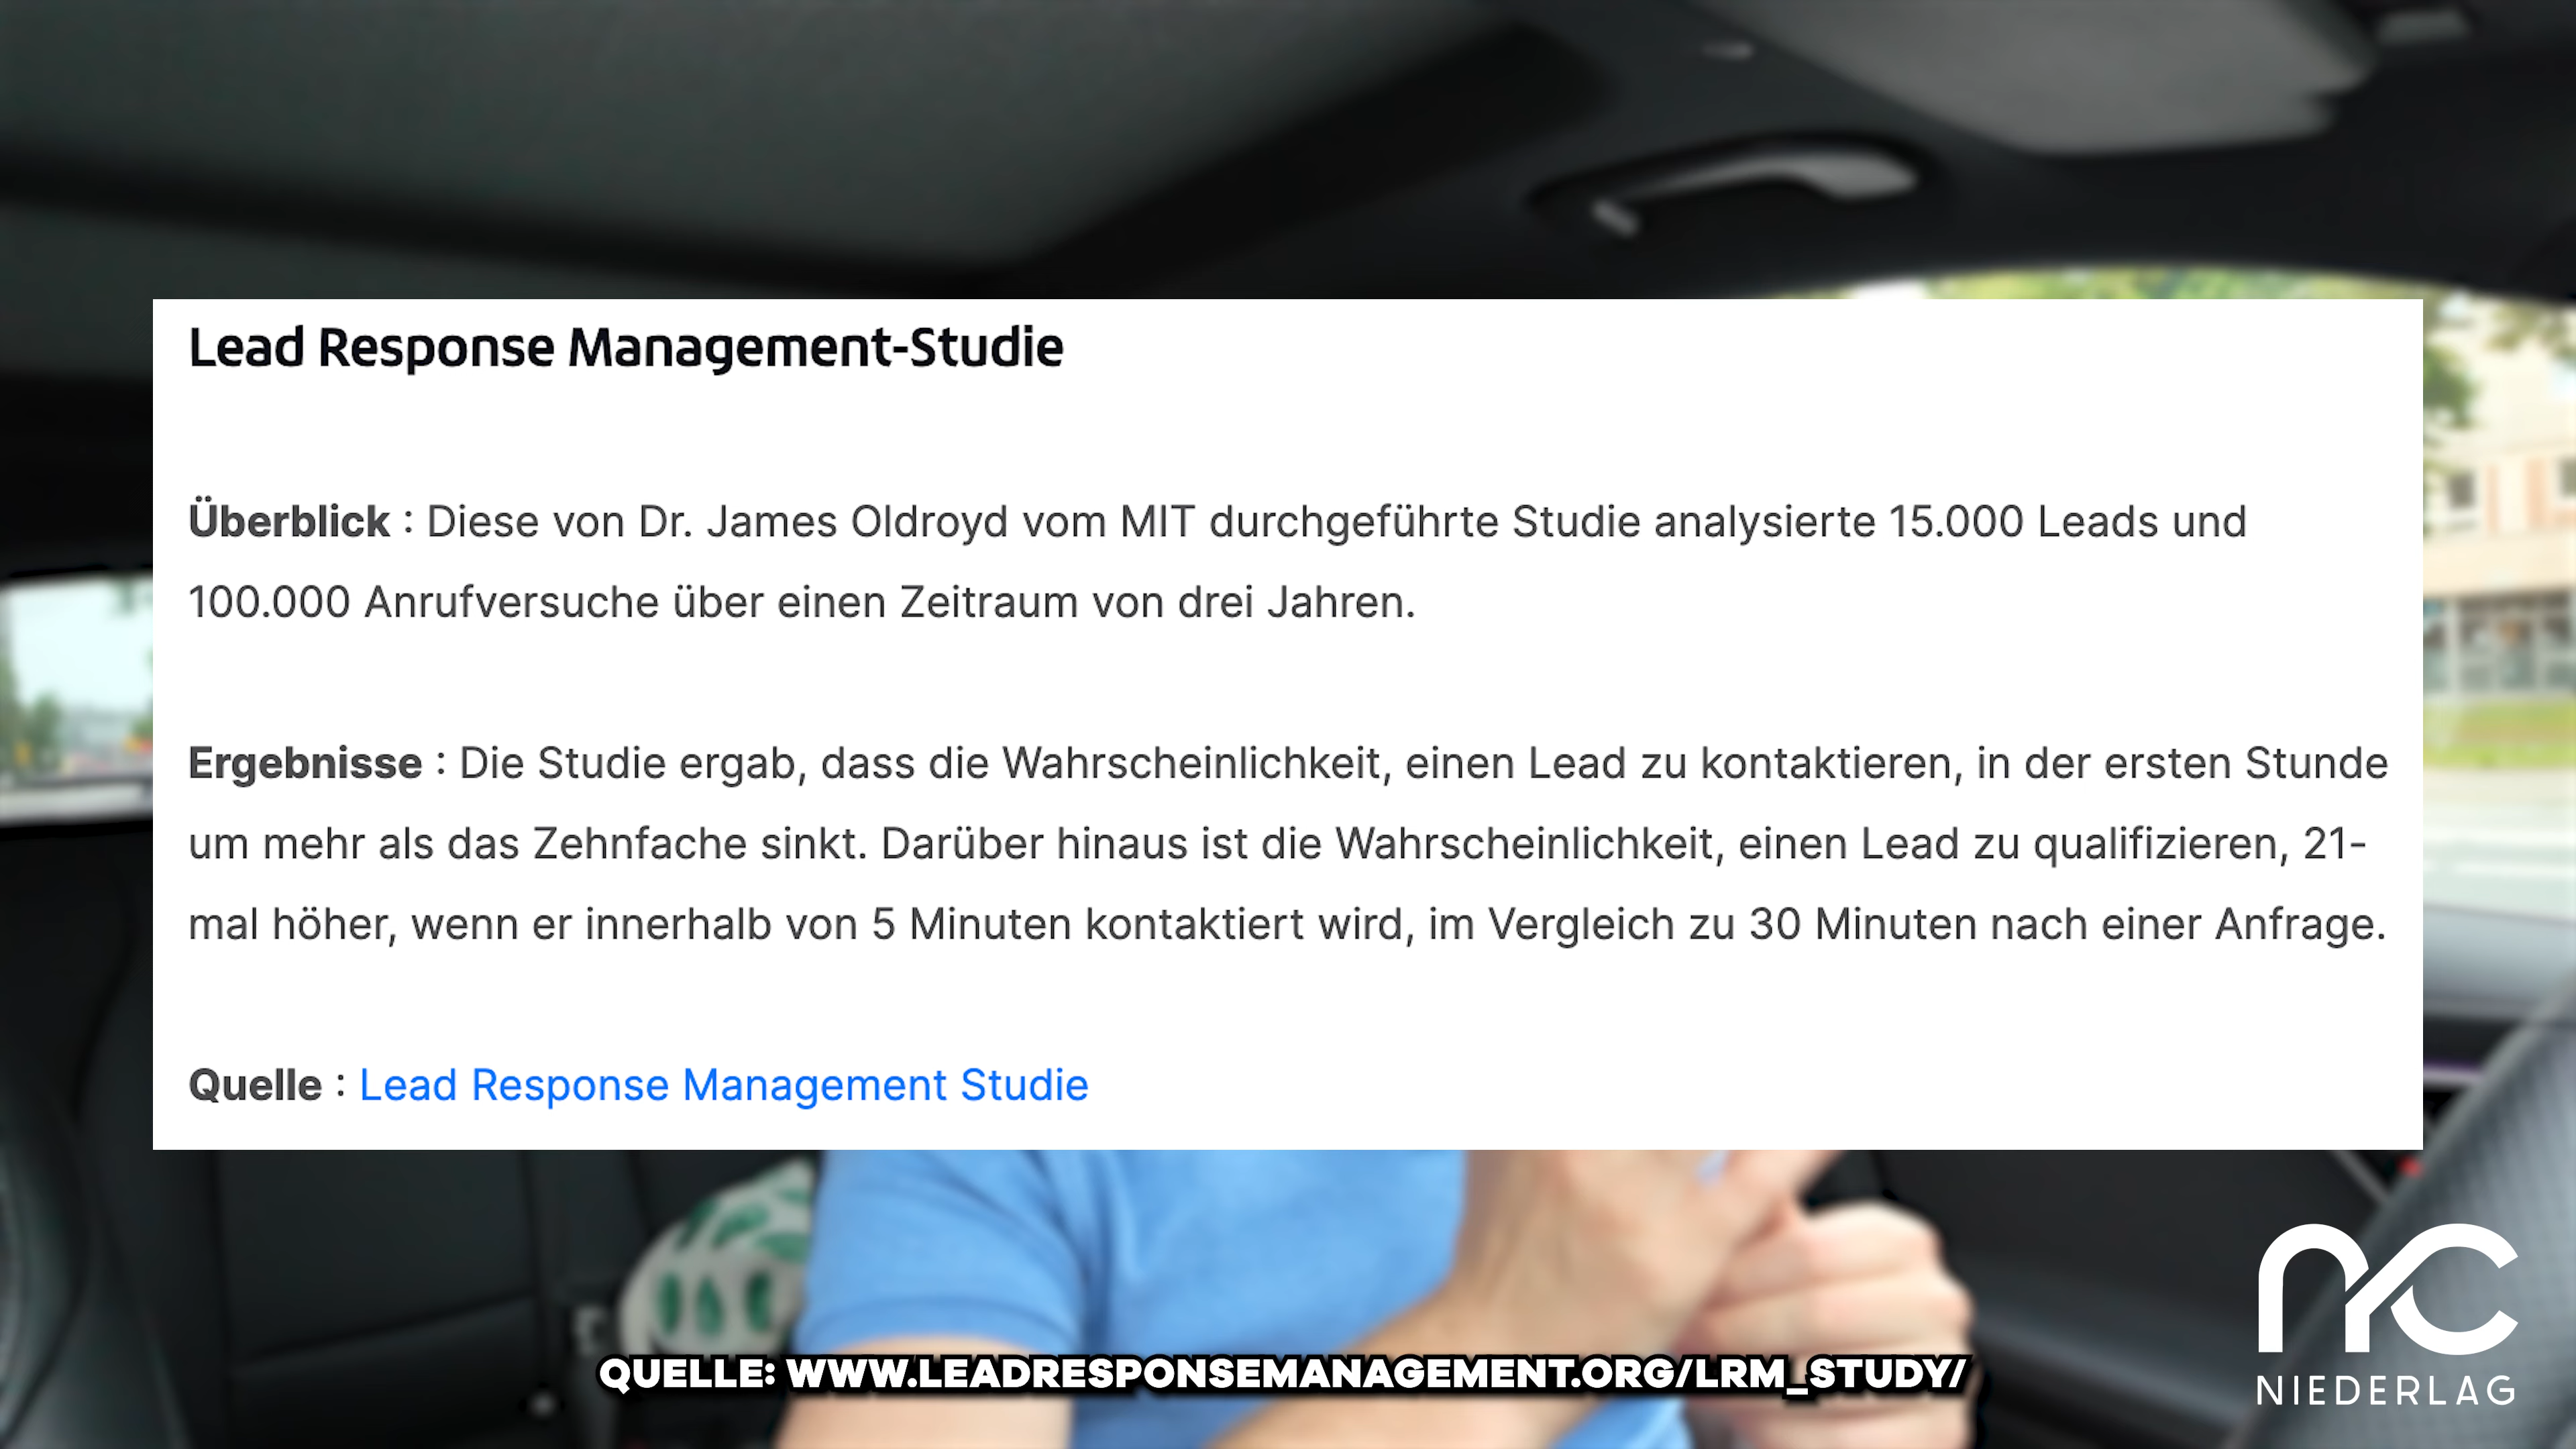 Lead Response Management-Studie
Überblick : Diese von Dr. James Oldroyd vom MIT durchgeführte Studie analysierte 15.000 Leads und
100.000 Anrufversuche über einen Zeitraum von drei Jahren.
Ergebnisse : Die Studie ergab, dass die Wahrscheinlichkeit, einen Lead zu kontaktieren, in der ersten Stunde
um mehr als das Zehnfache sinkt. Darüber hinaus ist die Wahrscheinlichkeit, einen Lead zu qualifizieren, 21-
mal höher, wenn er innerhalb von 5 Minuten kontaktiert wird, im Vergleich zu 30 Minuten nach einer Anfrage.
Quelle : Lead Response Management Studie
QUELLE: WWW.LEADRESPONSEMANAGEMENT.ORG/LRM_STUDY/
NC
NIEDERLAG